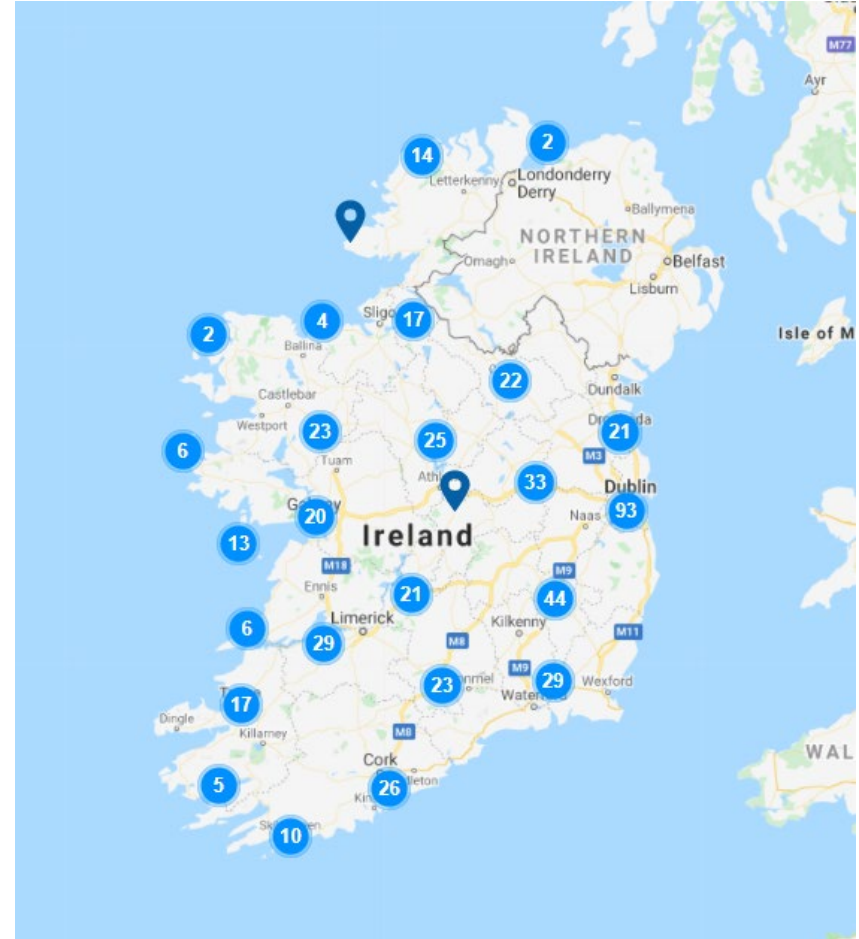 M77
Ayr
14
2
Letterkenny
Londonderry
Derry
Ballymena
NORTHERN
IRELAND
Omagh
Belfast
Lisburn
2
4
17
Ballina
Isle of M
22
Dundalk
Castlebar
Westport
23
25
21
6
Tuam
M3
33
Dublin
20
93
Naas
Ireland
13
M18
M9
Ennis
21
44
Limerick
Kilkenny
6
29
M8
M11
M9
23
29
Wexford
17
Dingle
Killarney
M8
WAL
Cork
5
26
10